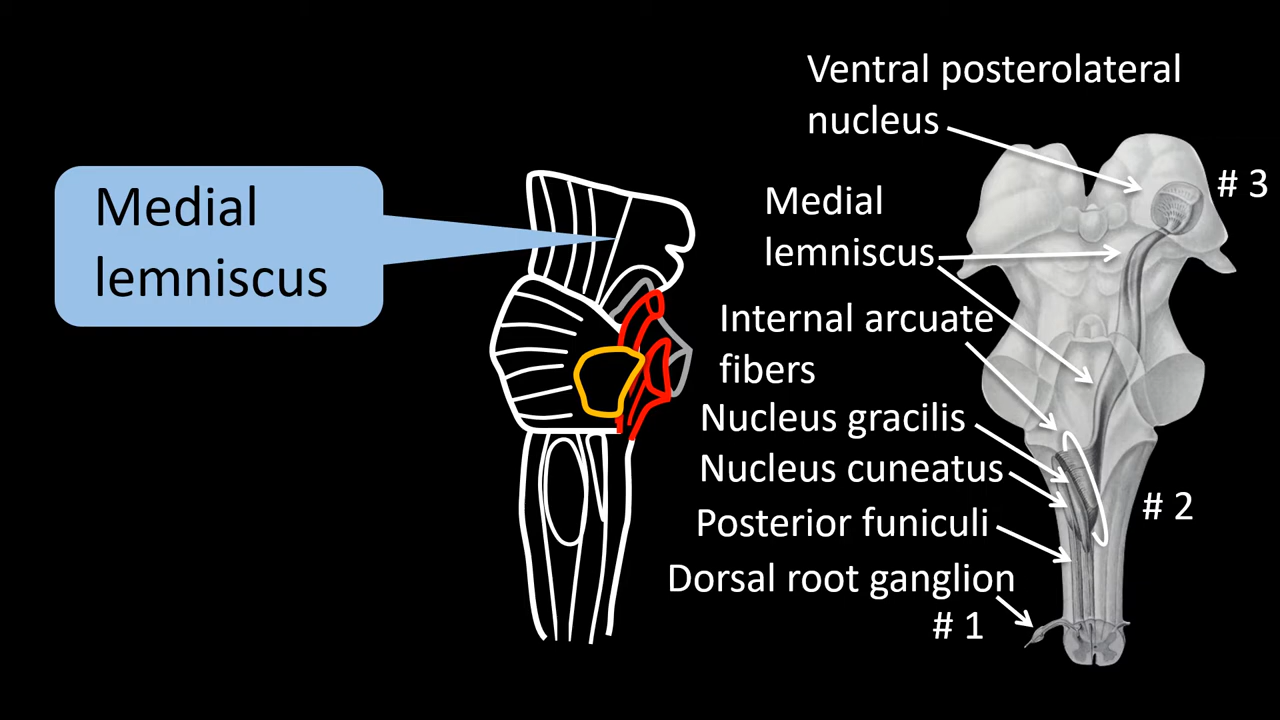 Medial
lemniscus
Ventral posterolateral
nucleus
# 3
Medial
lemniscus
Internal arcuate
fibers
Nucleus gracilis
Nucleus cuneatus
# 2
Posterior funiculi
Dorsal root ganglion
# 1